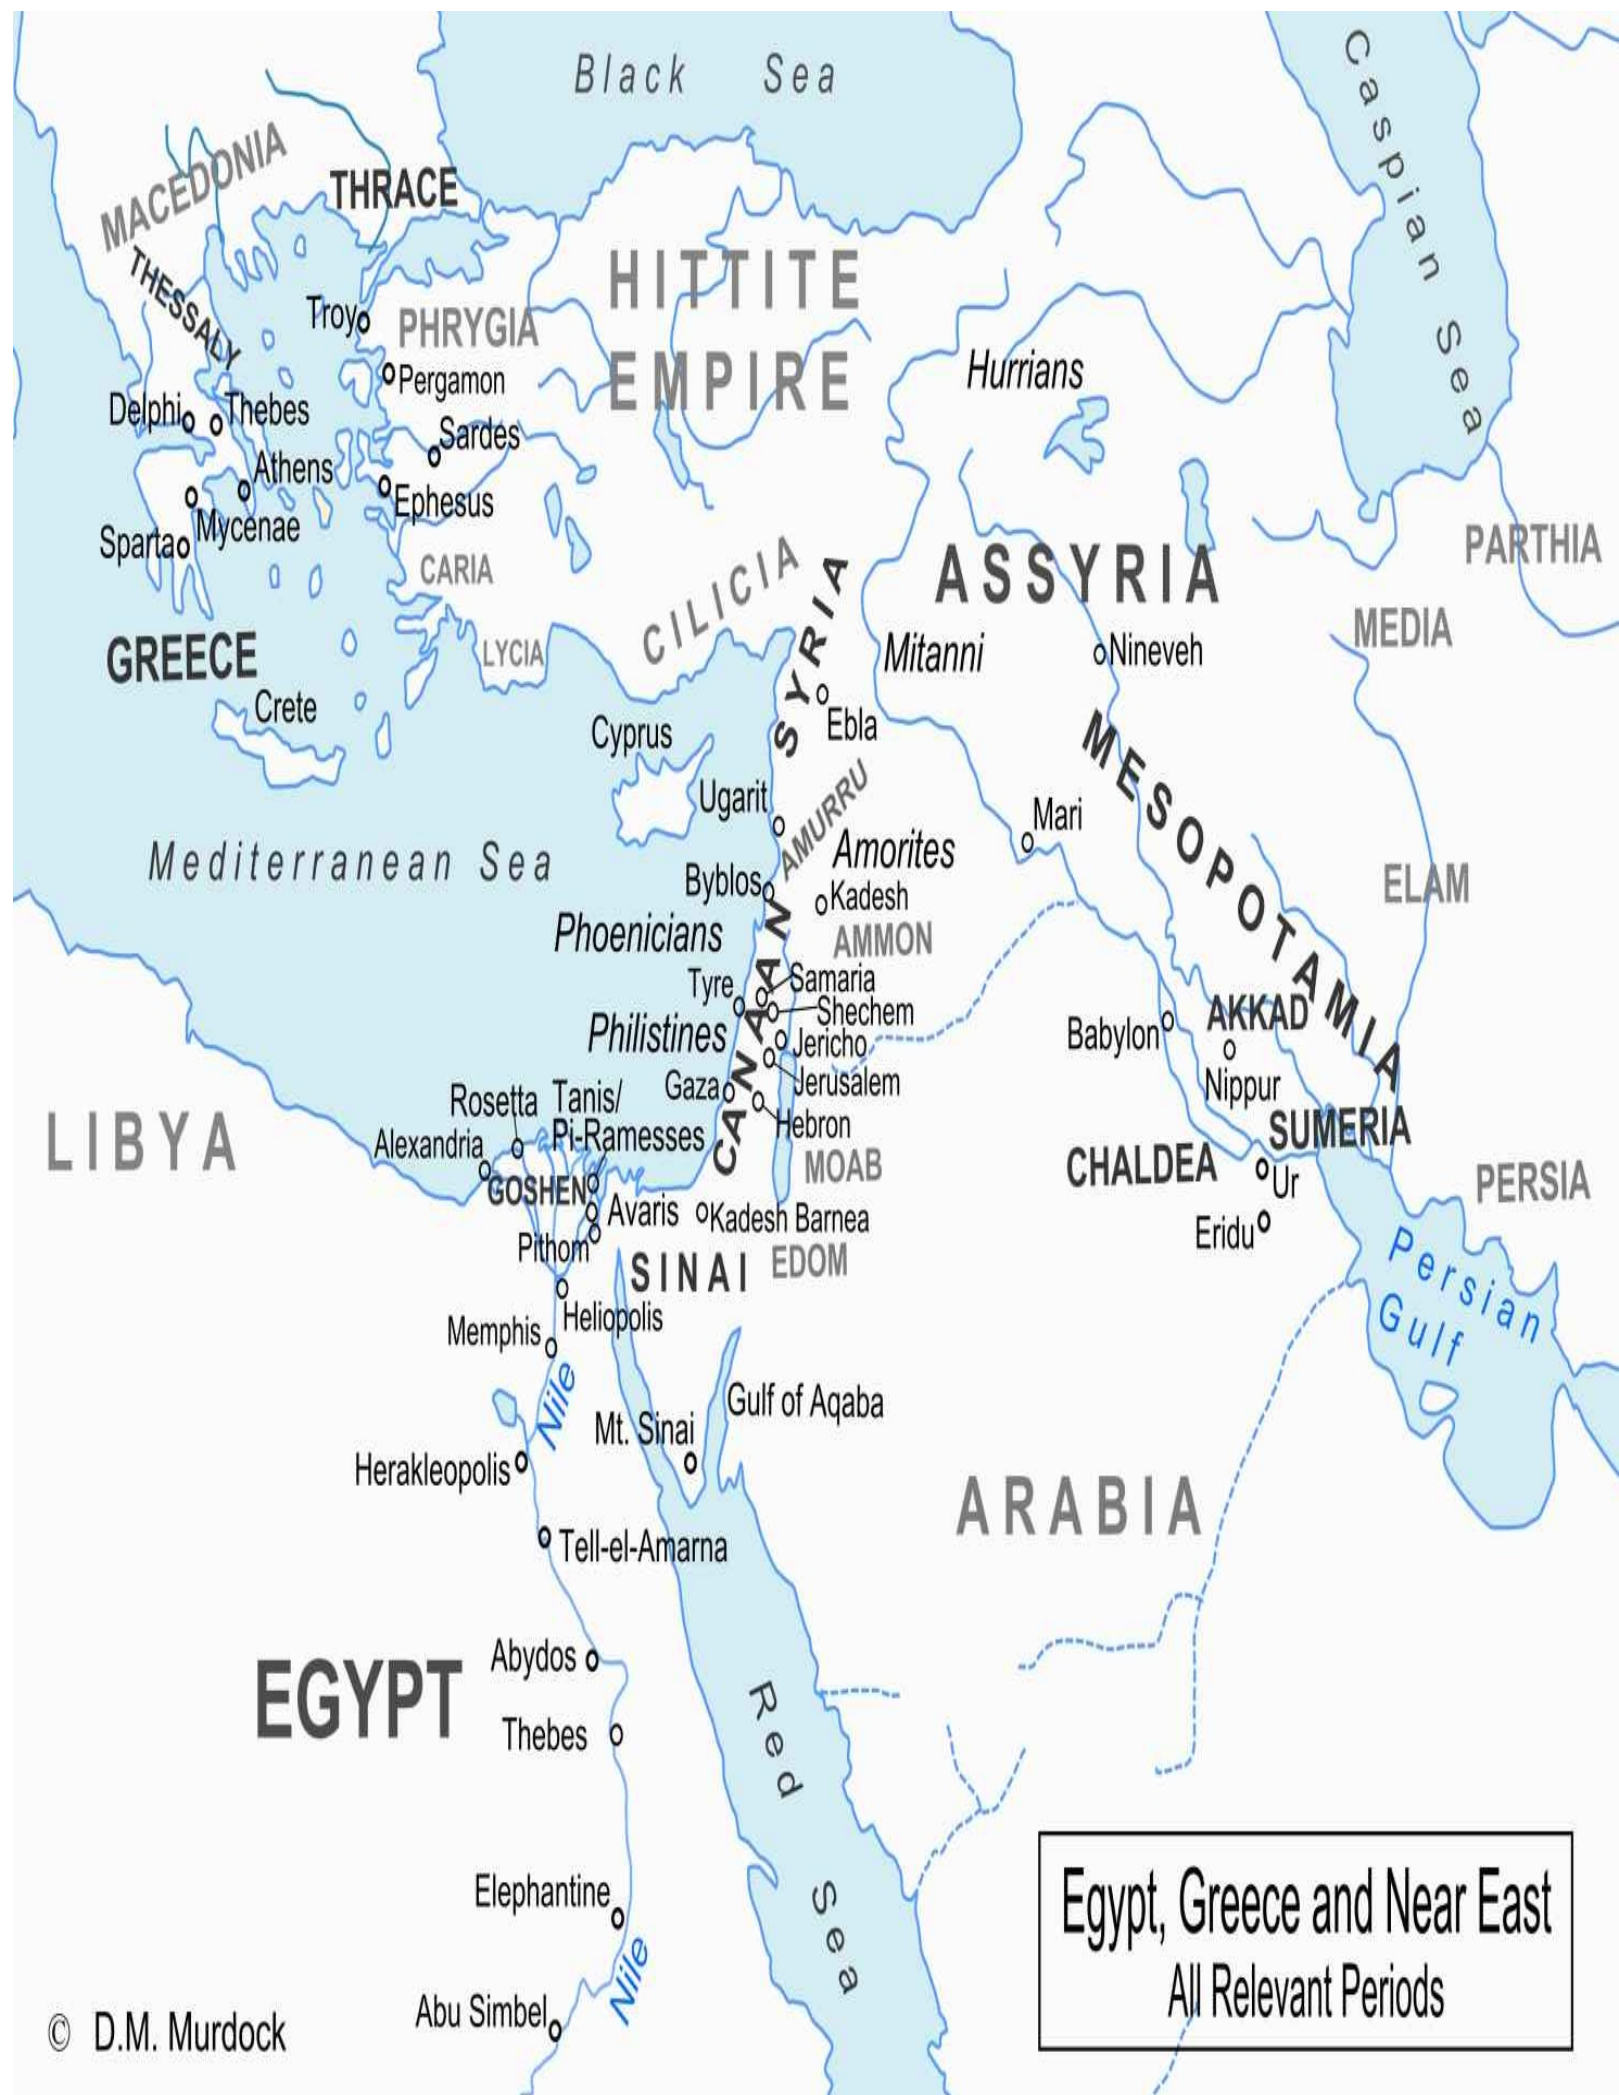 Black Sea
Caspian Sea
MACEDONIA
THRACE
THESSALY
HITTITE
EMPIRE
Troy
PHRYGIA
Pergamon
Hurrians
Delphi
Thebes
Sardes
Athens
Ephesus
Mycenae
Sparta
CARIA
CILICIA
SYRIA
ASSYRIA
PARTHIA
MEDIA
GREECE
LYCIA
Mitanni
Nineveh
Crete
Cyprus
Ebla
MESOPOTAMIA
Ugarit
AMURRU
Mari
Mediterranean Sea
Amorites
Byblos
Kadesh
ELAM
Phoenicians
CANAAN
AMMON
Tyre
Samaria
Shechem
Philistines
Jericho
Babylon
AKKAD
Jerusalem
Gaza
Nippur
Rosetta
Tanis/
Pi-Ramesses
Hebron
SUMERIA
LIBYA
Alexandria
MOAB
CHALDEA
Ur
PERSIA
GOSHEN
Avaris
Kadesh Barnea
Eridu
Pithom
SINAI
EDOM
Persian
Gulf
Heliopolis
Memphis
Nile
Gulf of Aqaba
Mt. Sinai
Herakleopolis
ARABIA
Tell-el-Amarna
Abydos
EGYPT
Thebes
Red Sea
Elephantine
Nile
Abu Simbel
Egypt, Greece and Near East
All Relevant Periods
© D.M. Murdock